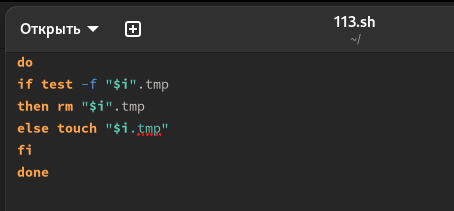 Открыть
113.sh
~/
do
if test -f "$i".tmp
then rm "$i".tmp
else touch "$i.tmp"
fi
done